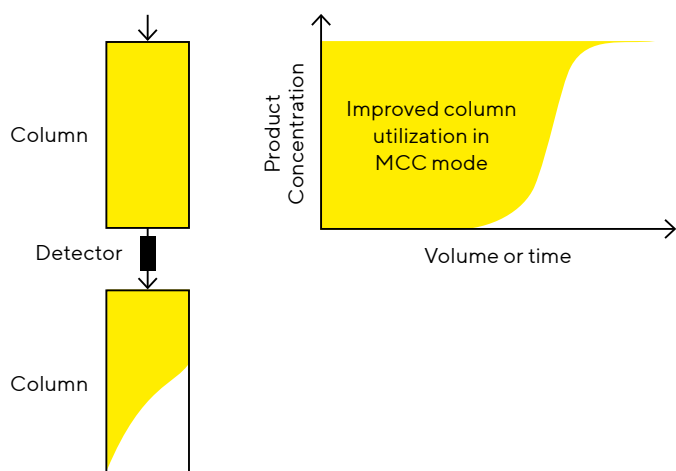 Column
Detector
Column
Product
Concentration
Improved column
utilization in
MCC mode
Volume or time